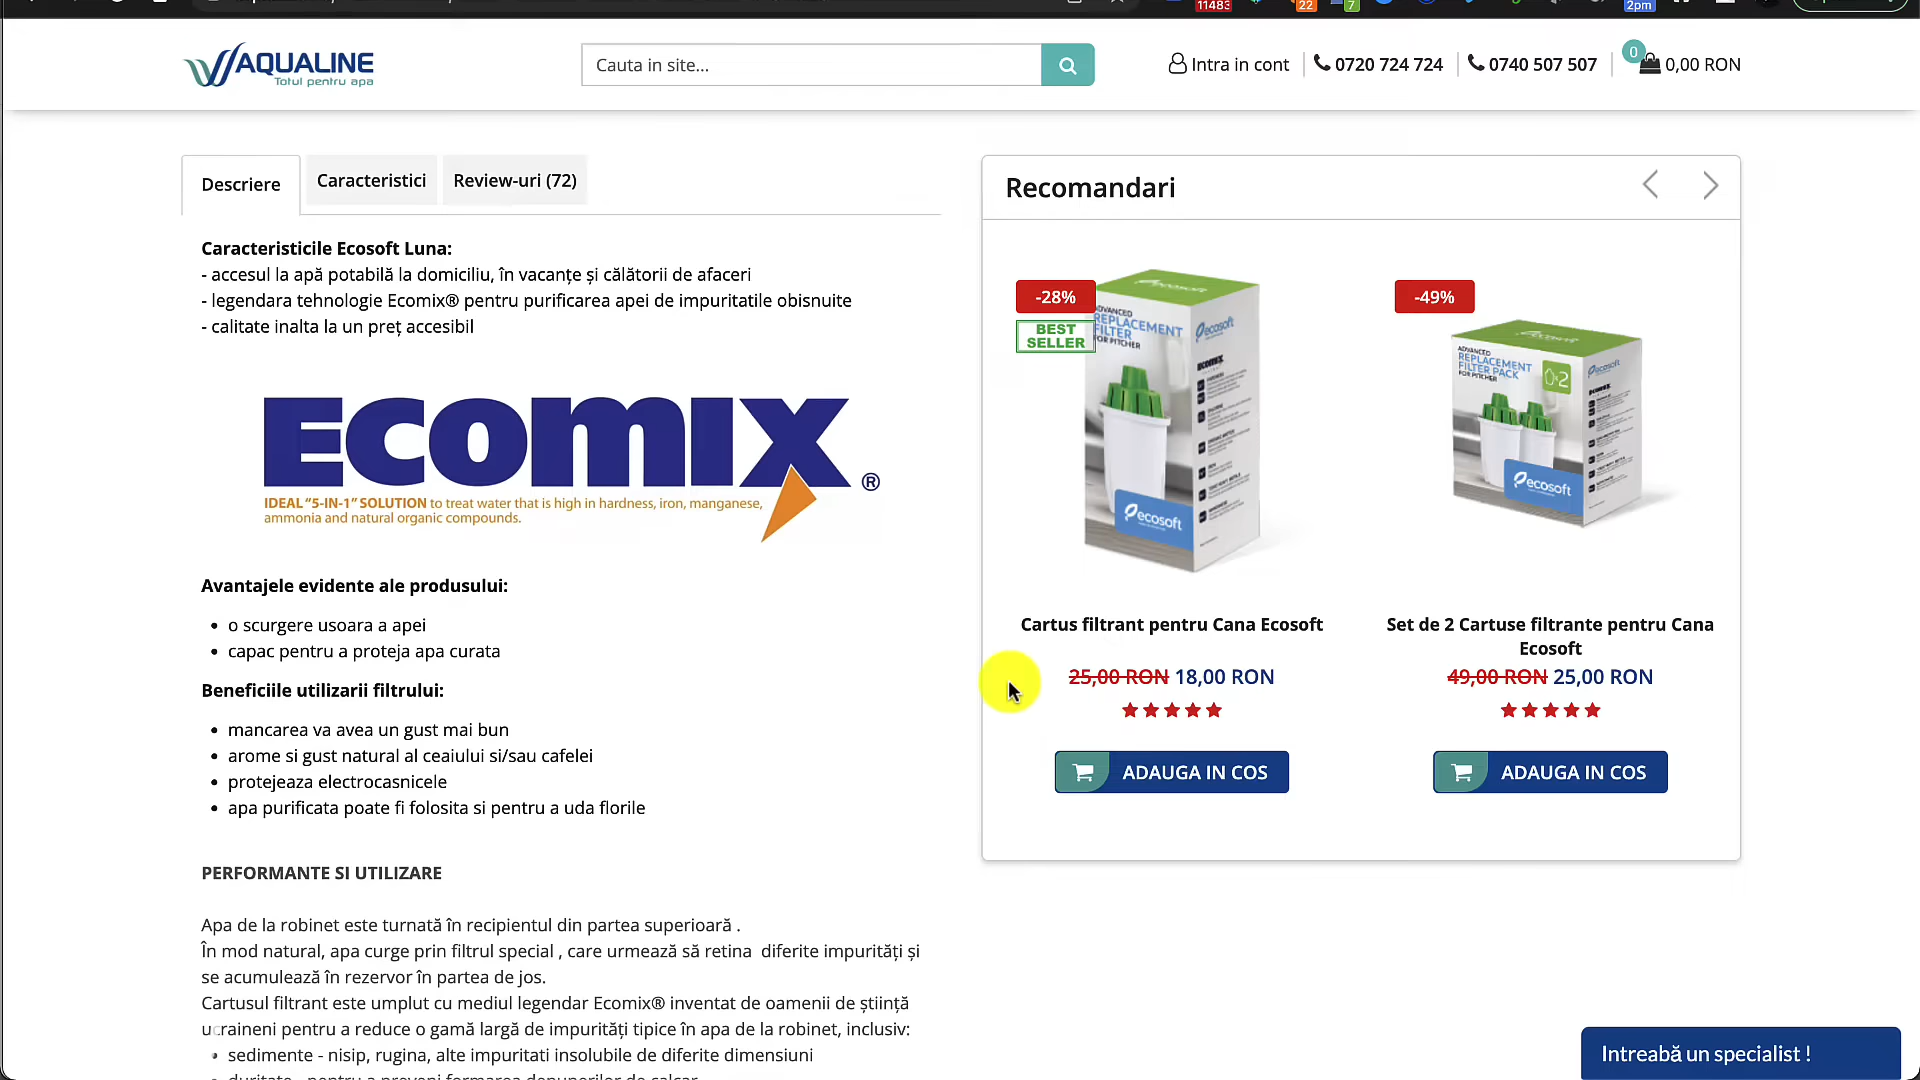 11483
22
7
2pm
AQUALINE
Totul pentru apa
Cauta in site...
Intra in cont
0720 724 724
0740 507 507
0
0,00 RON
Descriere
Caracteristici
Review-uri (72)
Caracteristicile Ecosoft Luna:
- accesul la apă potabilă la domiciliu, în vacanțe și călătorii de afaceri
- legendara tehnologie Ecomix® pentru purificarea apei de impuritatile obisnuite
- calitate inalta la un preț accesibil
ECOMIX®
IDEAL “5-IN-1” SOLUTION to treat water that is high in hardness, iron, manganese,
ammonia and natural organic compounds.
Avantajele evidente ale produsului:
• o scurgere usoara a apei
• capac pentru a proteja apa curata
Beneficiile utilizarii filtrului:
• mancarea va avea un gust mai bun
• arome si gust natural al ceaiului si/sau cafelei
• protejeaza electrocasnicele
• apa purificata poate fi folosita si pentru a uda florile
PERFORMANTE SI UTILIZARE
Apa de la robinet este turnată în recipientul din partea superioară .
În mod natural, apa curge prin filtrul special , care urmează să retina diferite impurități și
se acumulează în rezervor în partea de jos.
Cartusul filtrant este umplut cu mediul legendar Ecomix® inventat de oamenii de știință
ucraineni pentru a reduce o gamă largă de impurități tipice în apa de la robinet, inclusiv:
• sedimente - nisip, rugina, alte impuritati insolubile de diferite dimensiuni
Recomandari
-28%
BEST
SELLER
ecosoft
ADVANCED
REPLACEMENT
FILTER
FOR PITCHER
ecosoft
ECOMIX
ecosoft
Cartus filtrant pentru Cana Ecosoft
25,00 RON 18,00 RON
ADAUGA IN COS
-49%
ADVANCED
REPLACEMENT
FILTER PACK
FOR PITCHER
×2
ecosoft
ecosoft
Set de 2 Cartuse filtrante pentru Cana
Ecosoft
49,00 RON 25,00 RON
ADAUGA IN COS
Intreabă un specialist !